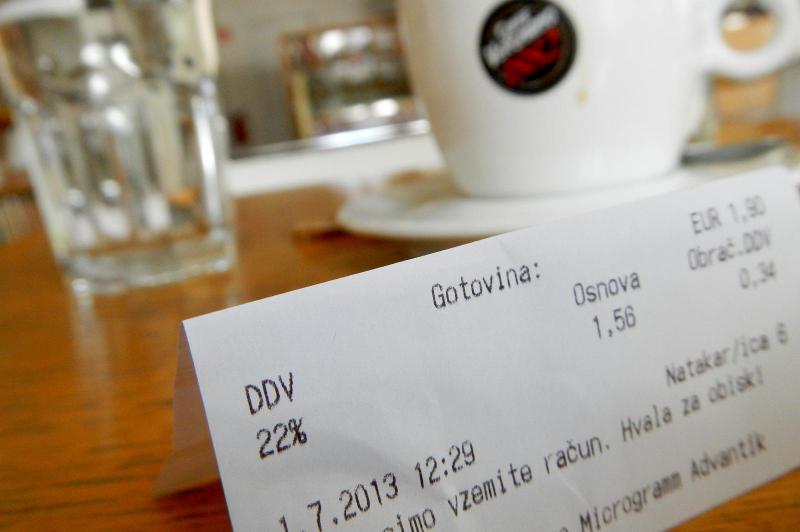 Gotovina: EUR 1,90
DDV Osnova Obrač.DDV
22% 1,56 0,34
1.7.2013 12:29 Natakar/ica 6
vzemite račun. Hvala za obisk!
Microgramm Advantik